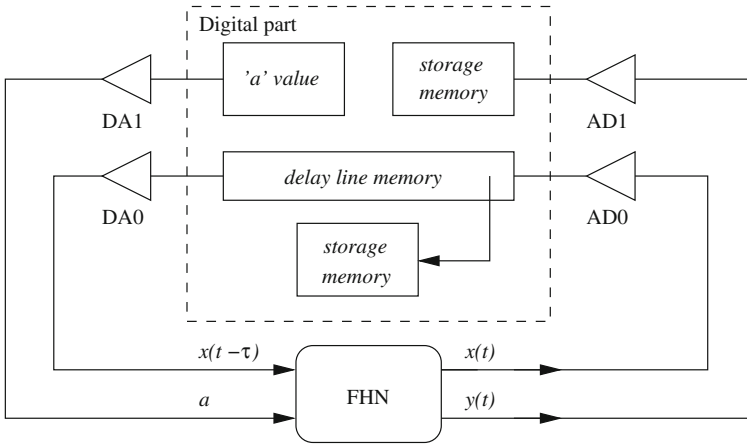 Digital part
'a' value
storage
memory
DA1
AD1
delay line memory
DA0
AD0
storage
memory
x(t −τ)
x(t)
FHN
a
y(t)